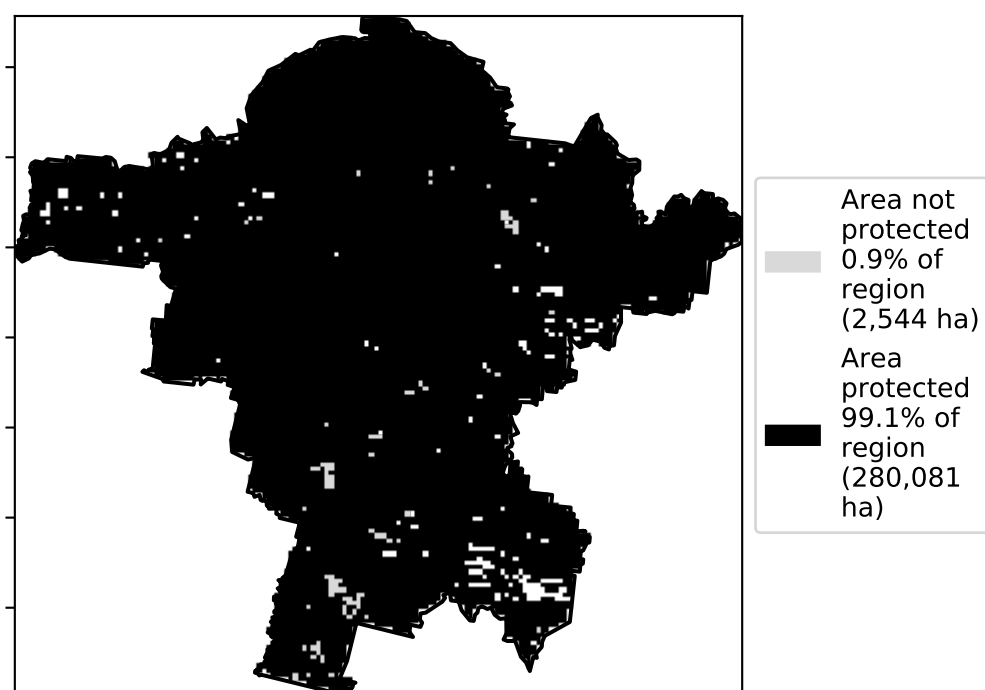 Area not
protected
0.9% of
region
(2,544 ha)
Area
protected
99.1% of
region
(280,081
ha)